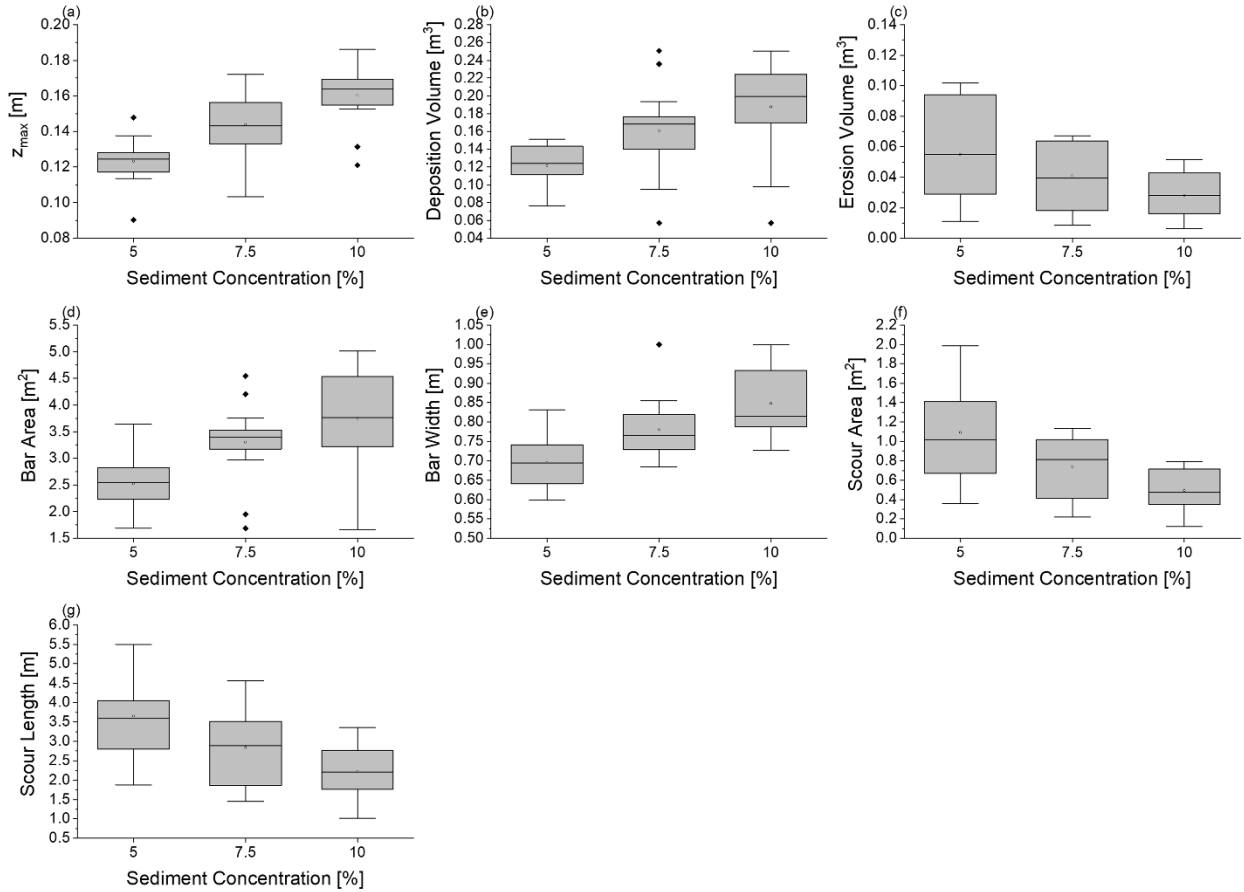 (a)
0.20
0.18
0.16
0.14
0.12
0.10
0.08
z_max [m]
5 7.5 10
Sediment Concentration [%]
(b)
0.28
0.26
0.24
0.22
0.20
0.18
0.16
0.14
0.12
0.10
0.08
0.06
0.04
Deposition Volume [m³]
5 7.5 10
Sediment Concentration [%]
(c)
0.14
0.12
0.10
0.08
0.06
0.04
0.02
0.00
Erosion Volume [m³]
5 7.5 10
Sediment Concentration [%]
(d)
5.5
5.0
4.5
4.0
3.5
3.0
2.5
2.0
1.5
Bar Area [m²]
5 7.5 10
Sediment Concentration [%]
(e)
1.05
1.00
0.95
0.90
0.85
0.80
0.75
0.70
0.65
0.60
0.55
0.50
Bar Width [m]
5 7.5 10
Sediment Concentration [%]
(f)
2.2
2.0
1.8
1.6
1.4
1.2
1.0
0.8
0.6
0.4
0.2
0.0
Scour Area [m²]
5 7.5 10
Sediment Concentration [%]
(g)
6.0
5.5
5.0
4.5
4.0
3.5
3.0
2.5
2.0
1.5
1.0
0.5
Scour Length [m]
5 7.5 10
Sediment Concentration [%]